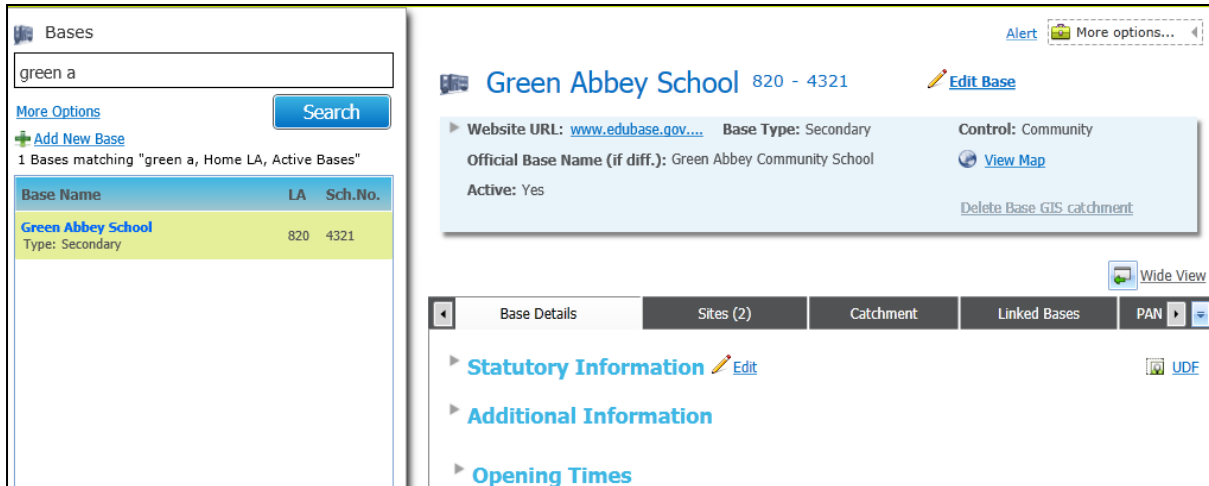 Bases
green a
More Options
Search
Add New Base
1 Bases matching "green a, Home LA, Active Bases"
Base Name LA Sch.No.
Green Abbey School
820 4321
Type: Secondary
Alert More options...
Green Abbey School 820 - 4321 Edit Base
Website URL: www.edubase.gov.... Base Type: Secondary Control: Community
Official Base Name (if diff.): Green Abbey Community School View Map
Active: Yes
Delete Base GIS catchment
Wide View
Base Details Sites (2) Catchment Linked Bases PAN
Statutory Information Edit UDF
Additional Information
Opening Times